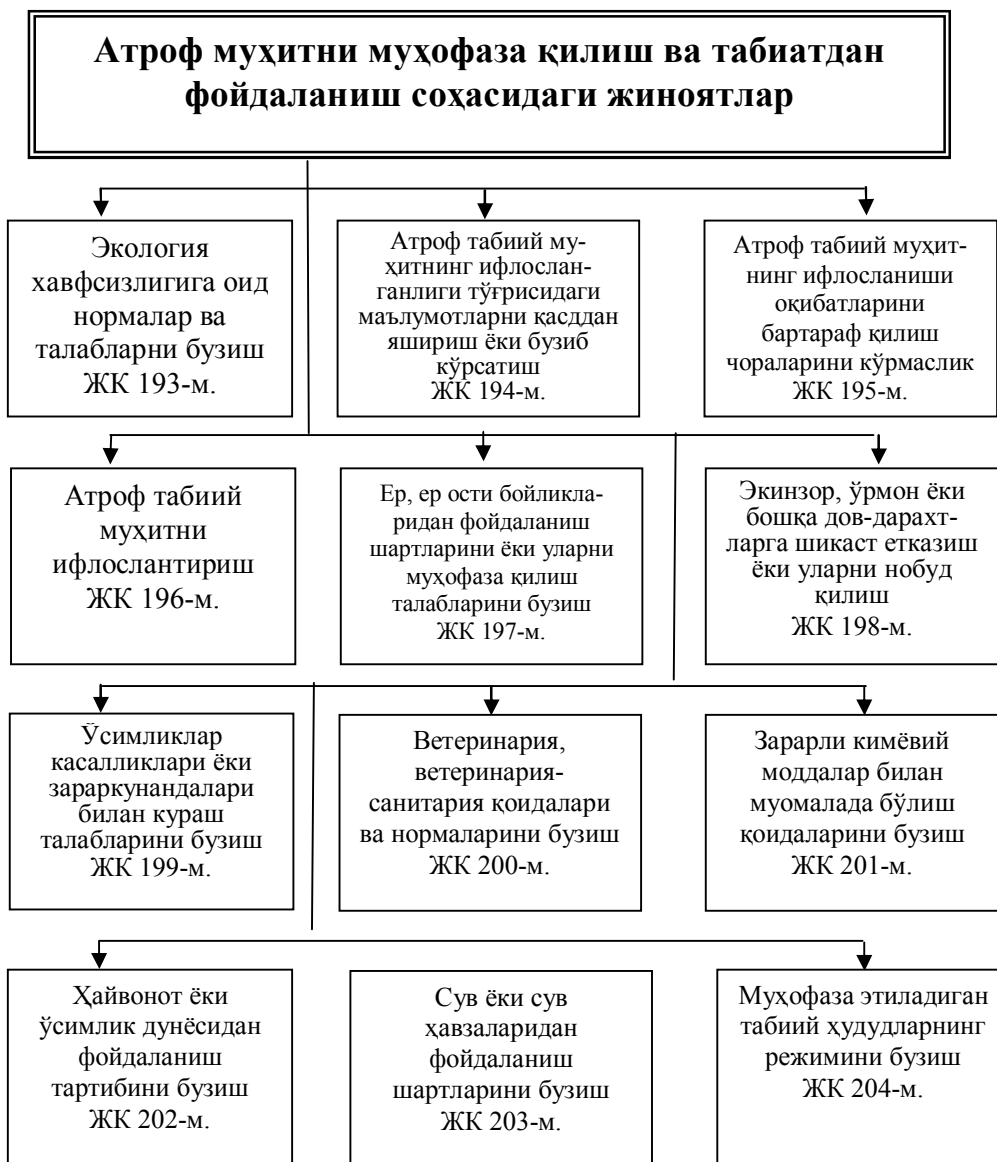 Атроф муҳитни муҳофаза қилиш ва табиатдан
фойдаланиш соҳасидаги жиноятлар
Экология
хавфсизлигига оид
нормалар ва
талабларни бузиш
ЖК 193-м.
Атроф табиий му-
ҳитнинг ифлослан-
ганлиги тўғрисидаги
маълумотларни қасддан
яшириш ёки бузиб
кўрсатиш
ЖК 194-м.
Атроф табиий муҳит-
нинг ифлосланиши
оқибатларини
бартараф қилиш
чораларини кўрмаслик
ЖК 195-м.
Атроф табиий
муҳитни
ифлослантириш
ЖК 196-м.
Ер, ер ости бойликла-
ридан фойдаланиш
шартларини ёки уларни
муҳофаза қилиш
талабларини бузиш
ЖК 197-м.
Экинзор, ўрмон ёки
бошқа дов-дарахт-
ларга шикаст етказиш
ёки уларни нобуд
қилиш
ЖК 198-м.
Ўсимликлар
касалликлари ёки
зараркунандалари
билан кураш
талабларини бузиш
ЖК 199-м.
Ветеринария,
ветеринария-
санитария қоидалари
ва нормаларини бузиш
ЖК 200-м.
Зарарли кимёвий
моддалар билан
муомалада бўлиш
қоидаларини бузиш
ЖК 201-м.
Ҳайвонот ёки
ўсимлик дунёсидан
фойдаланиш
тартибини бузиш
ЖК 202-м.
Сув ёки сув
ҳавзаларидан
фойдаланиш
шартларини бузиш
ЖК 203-м.
Муҳофаза этиладиган
табиий ҳудудларнинг
режимини бузиш
ЖК 204-м.